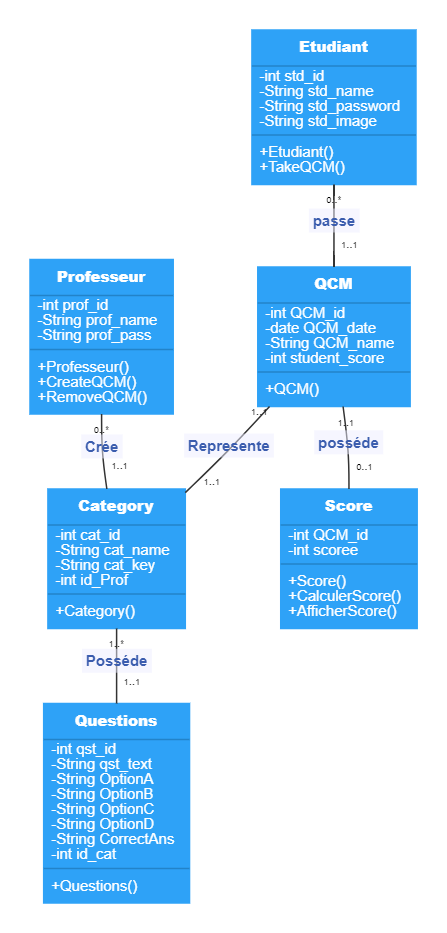 Etudiant
-int std_id
-String std_name
-String std_password
-String std_image
+Etudiant()
+TakeQCM()
0..*
passe
1..1
Professeur
-int prof_id
-String prof_name
-String prof_pass
+Professeur()
+CreateQCM()
+RemoveQCM()
QCM
-int QCM_id
-date QCM_date
-String QCM_name
-int student_score
+QCM()
0..*
Crée
1..1
1..1
Represente
1..1
1..1
posséde
0..1
Category
-int cat_id
-String cat_name
-String cat_key
-int id_Prof
+Category()
Score
-int QCM_id
-int scoree
+Score()
+CalculerScore()
+AfficherScore()
1..*
Posséde
1..1
Questions
-int qst_id
-String qst_text
-String OptionA
-String OptionB
-String OptionC
-String OptionD
-String CorrectAns
-int id_cat
+Questions()